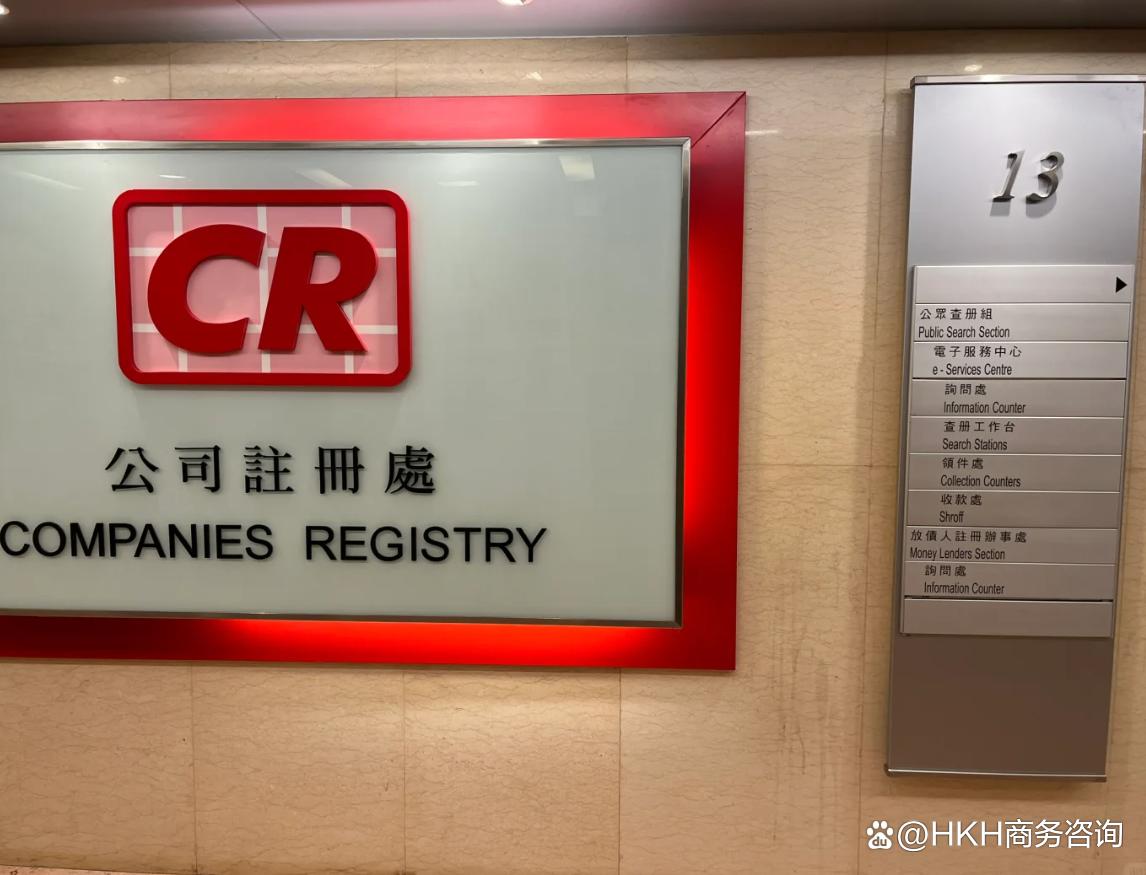 CR
公司註冊處
COMPANIES REGISTRY
13
公眾查册組
Public Search Section
電子服務中心
e - Services Centre
詢問處
Information Counter
查册工作台
Search Stations
領件處
Collection Counters
收款處
Shroff
放債人註冊辦事處
Money Lenders Section
詢問處
Information Counter
du @HKH商务咨询